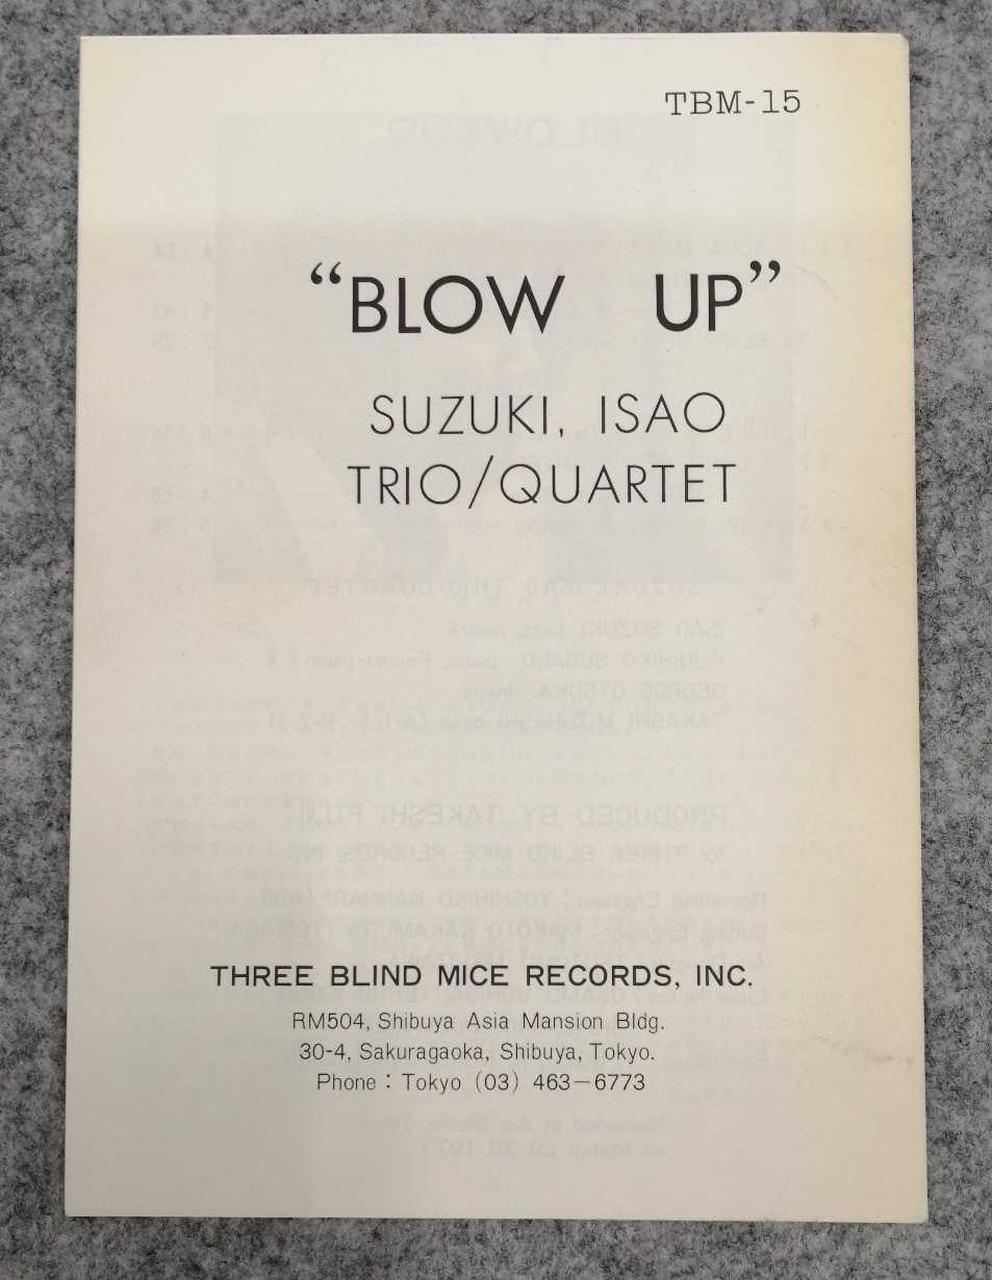 TBM-15
“BLOW UP”
SUZUKI, ISAO
TRIO/QUARTET
THREE BLIND MICE RECORDS, INC.
RM504, Shibuya Asia Mansion Bldg.
30-4, Sakuragaoka, Shibuya, Tokyo.
Phone : Tokyo (03) 463—6773